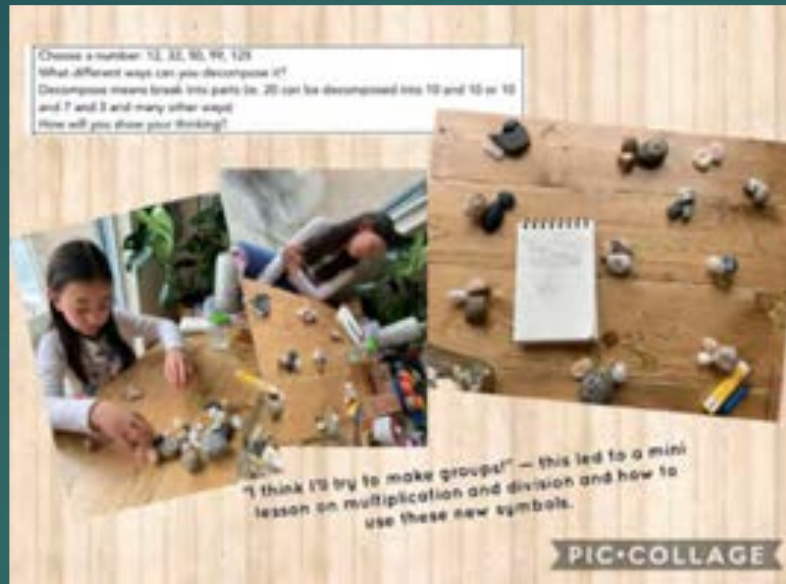 Choose a number: 12, 32, 50, 99, 125
What different ways can you decompose it?
Decompose means break into parts (ie. 20 can be decomposed into 10 and 10 or 10
and 7 and 3 and many other ways)
How will you show your thinking?
"I think I'll try to make groups!" – this led to a mini
lesson on multiplication and division and how to
use these new symbols.
PIC•COLLAGE